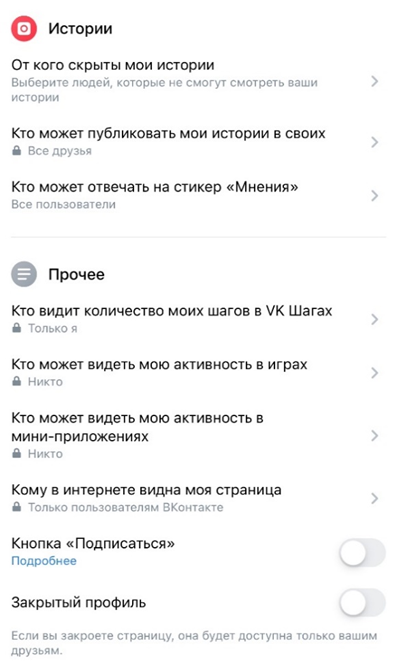 Истории
От кого скрыты мои истории
Выберите людей, которые не смогут смотреть ваши
истории
Кто может публиковать мои истории в своих
Все друзья
Кто может отвечать на стикер «Мнения»
Все пользователи
Прочее
Кто видит количество моих шагов в VK Шагах
Только я
Кто может видеть мою активность в играх
Никто
Кто может видеть мою активность в
мини-приложениях
Никто
Кому в интернете видна моя страница
Только пользователям ВКонтакте
Кнопка «Подписаться»
Подробнее
Закрытый профиль
Если вы закроете страницу, она будет доступна только вашим
друзьям.